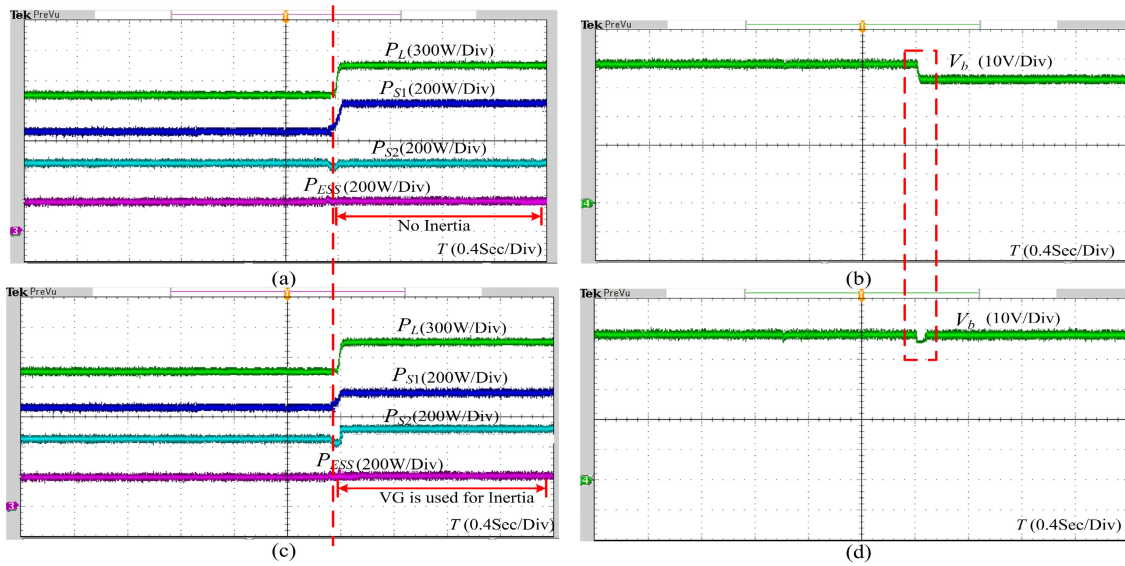 Tek PreVu T
P_L (300W/Div)
P_S1 (200W/Div)
P_S2 (200W/Div)
P_ESS (200W/Div)
No Inertia
3
T (0.4Sec/Div)
(a)
Tek PreVu T
V_b (10V/Div)
4
T (0.4Sec/Div)
(b)
Tek PreVu T
P_L (300W/Div)
P_S1 (200W/Div)
P_S2 (200W/Div)
P_ESS (200W/Div)
VG is used for Inertia
3
T (0.4Sec/Div)
(c)
Tek PreVu T
V_b (10V/Div)
4
T (0.4Sec/Div)
(d)